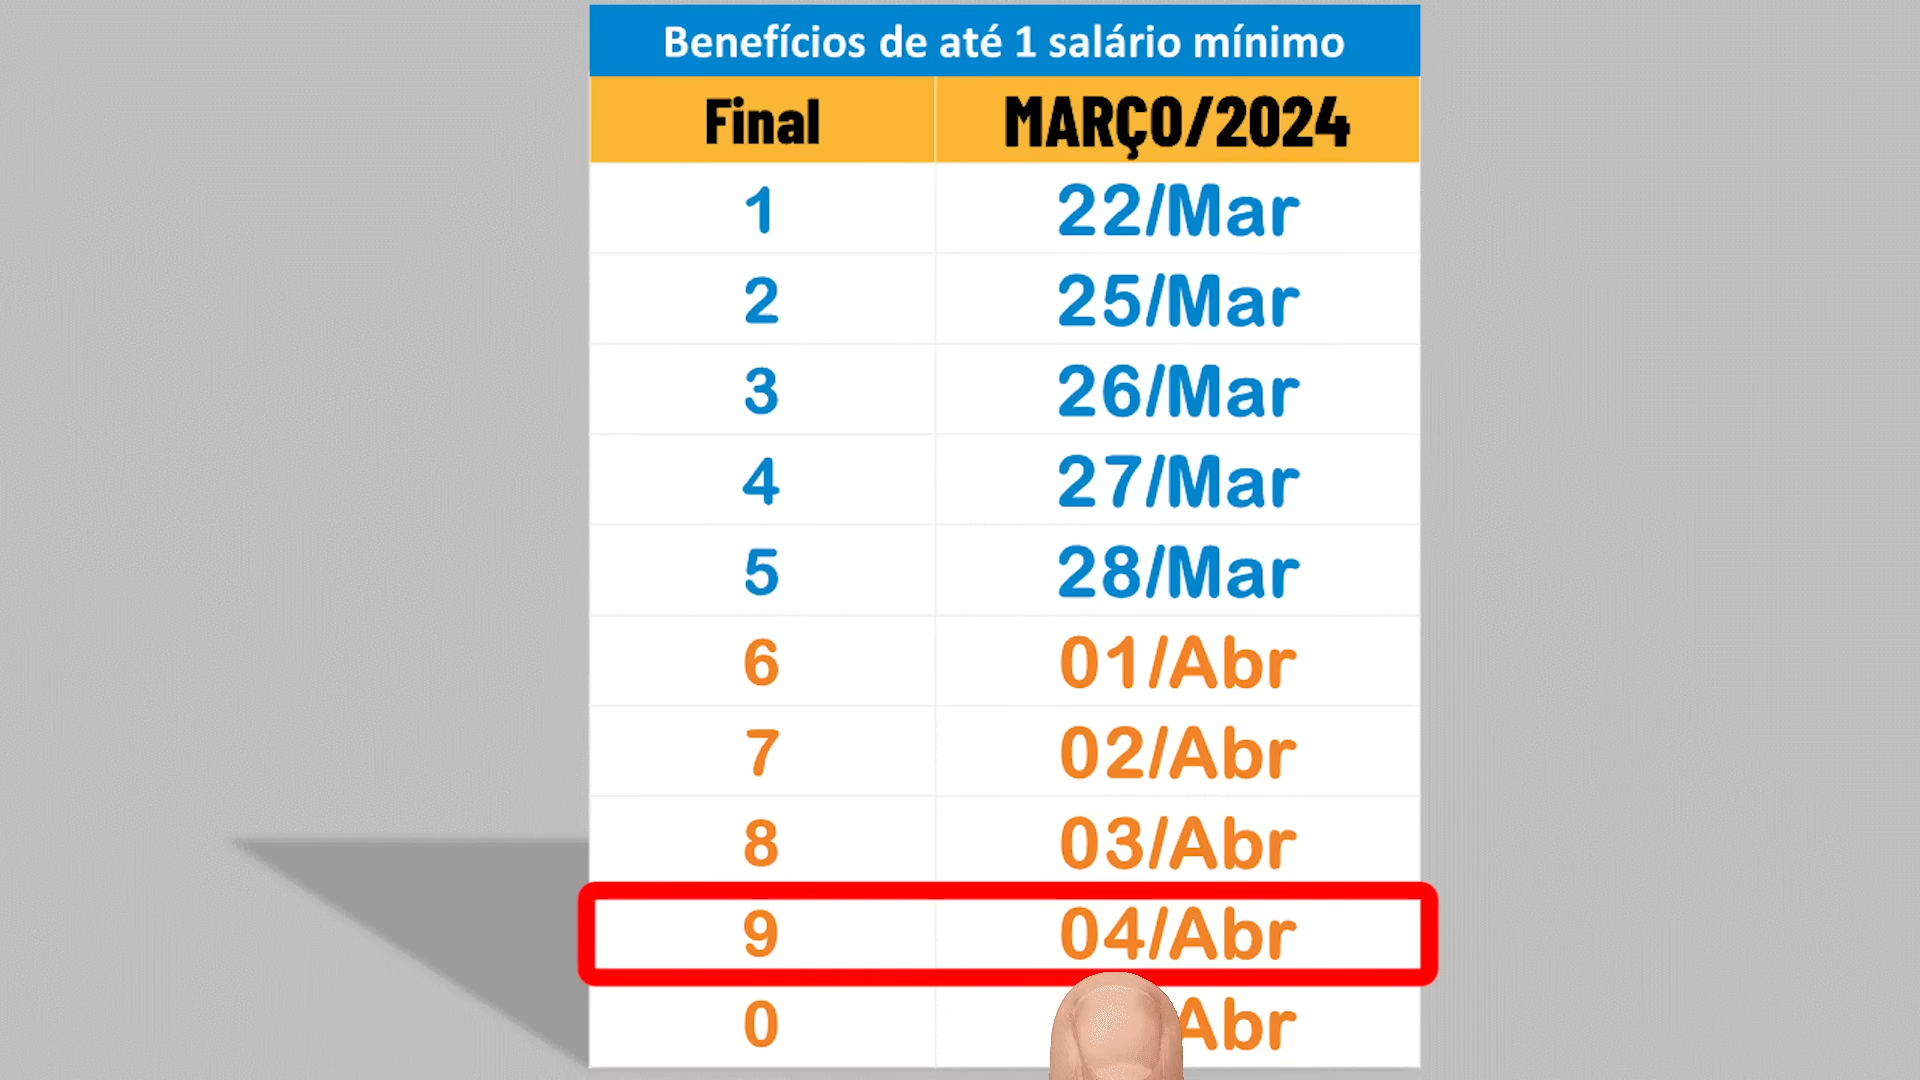 Benefícios de até 1 salário mínimo
Final MARÇO/2024
1 22/Mar
2 25/Mar
3 26/Mar
4 27/Mar
5 28/Mar
6 01/Abr
7 02/Abr
8 03/Abr
9 04/Abr
0 /Abr